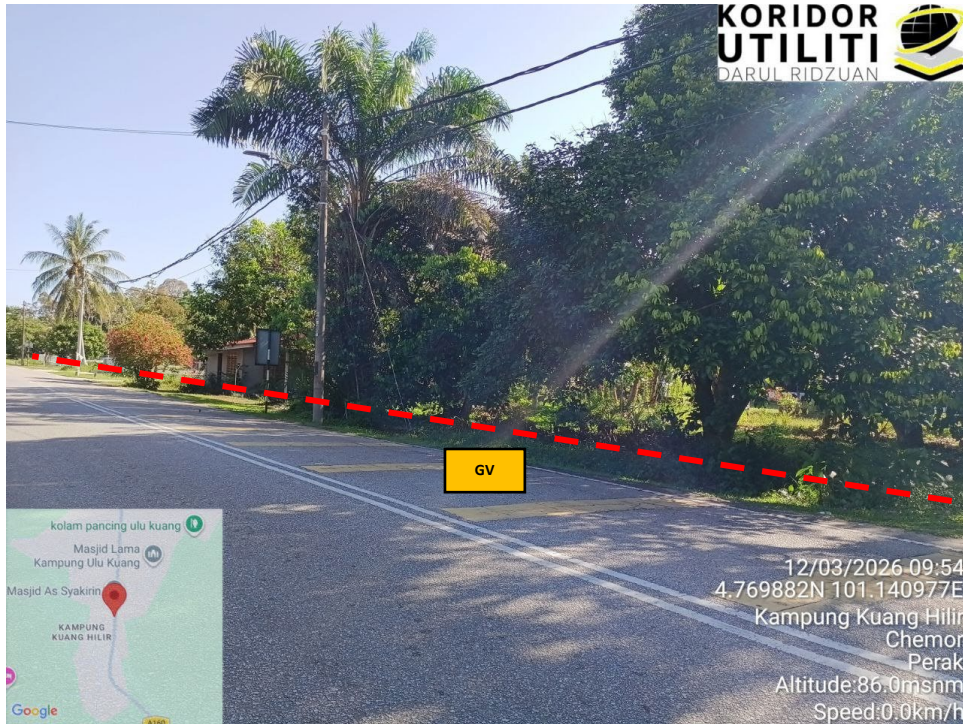 KORIDOR
UTILITI
DARUL RIDZUAN
GV
kolam pancing ulu kuang
Masjid Lama
Kampung Ulu Kuang
Masjid As Syakirin
KAMPUNG
KUANG HILIR
Google
A160
12/03/2026 09:54
4.769882N 101.140977E
Kampung Kuang Hilir
Chemor
Perak
Altitude:86.0msnm
Speed:0.0km/h